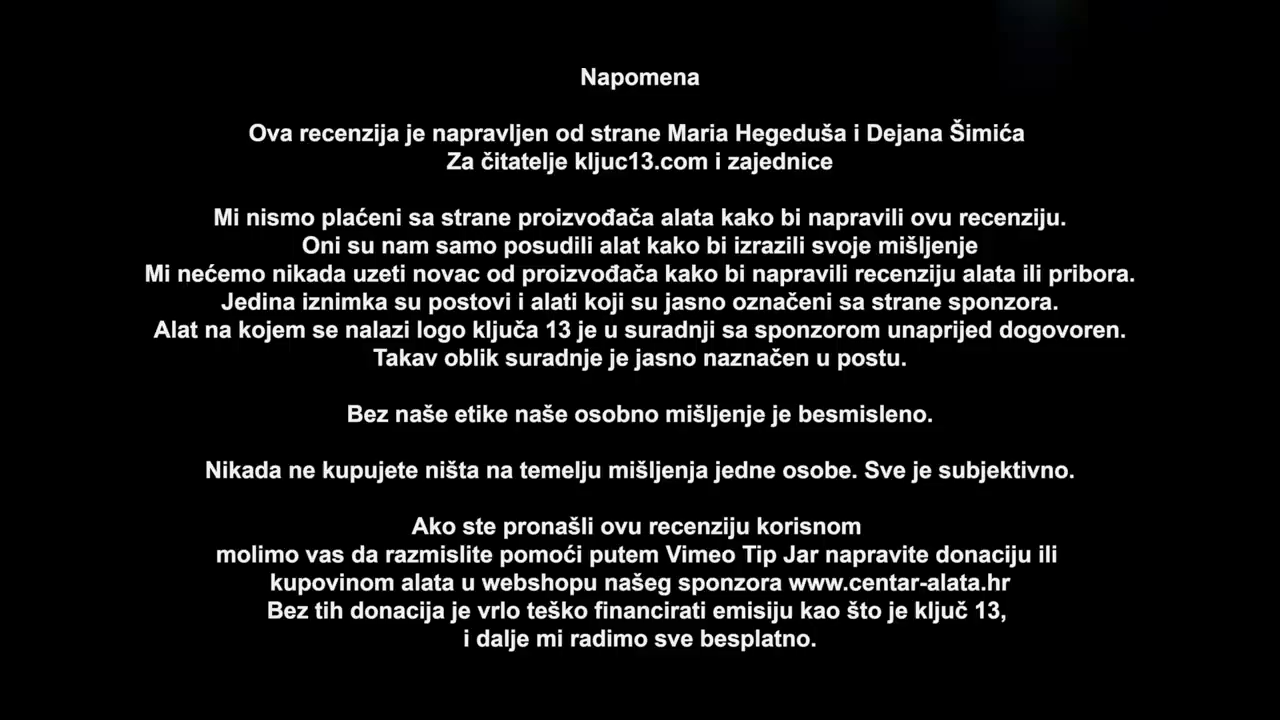 Napomena
Ova recenzija je napravljen od strane Maria Hegeduša i Dejana Šimića
Za čitatelje kljuc13.com i zajednice
Mi nismo plaćeni sa strane proizvođača alata kako bi napravili ovu recenziju.
Oni su nam samo posudili alat kako bi izrazili svoje mišljenje
Mi nećemo nikada uzeti novac od proizvođača kako bi napravili recenziju alata ili pribora.
Jedina iznimka su postovi i alati koji su jasno označeni sa strane sponzora.
Alat na kojem se nalazi logo ključa 13 je u suradnji sa sponzorom unaprijed dogovoren.
Takav oblik suradnje je jasno naznačen u postu.
Bez naše etike naše osobno mišljenje je besmisleno.
Nikada ne kupujete ništa na temelju mišljenja jedne osobe. Sve je subjektivno.
Ako ste pronašli ovu recenziju korisnom
molimo vas da razmislite pomoći putem Vimeo Tip Jar napravite donaciju ili
kupovinom alata u webshopu našeg sponzora www.centar-alata.hr
Bez tih donacija je vrlo teško financirati emisiju kao što je ključ 13,
i dalje mi radimo sve besplatno.